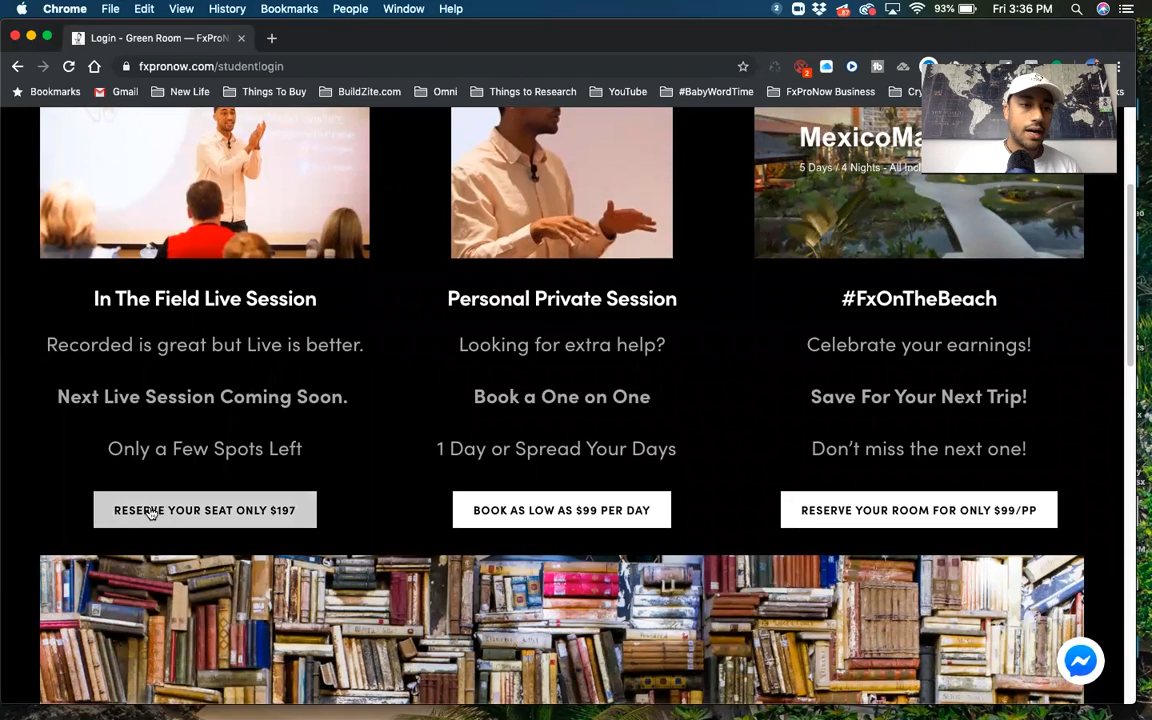 Chrome File Edit View History Bookmarks People Window Help
2 93% Fri 3:36 PM
Login - Green Room — FxProN
fxpronow.com/studentlogin
Bookmarks Gmail New Life Things To Buy BuildZite.com Omni Things to Research YouTube #BabyWordTime FxProNow Business
MexicoMa
5 Days / 4 Nights - All Inc
In The Field Live Session
Recorded is great but Live is better.
Next Live Session Coming Soon.
Only a Few Spots Left
RESERVE YOUR SEAT ONLY $197
Personal Private Session
Looking for extra help?
Book a One on One
1 Day or Spread Your Days
BOOK AS LOW AS $99 PER DAY
#FxOnTheBeach
Celebrate your earnings!
Save For Your Next Trip!
Don’t miss the next one!
RESERVE YOUR ROOM FOR ONLY $99/PP